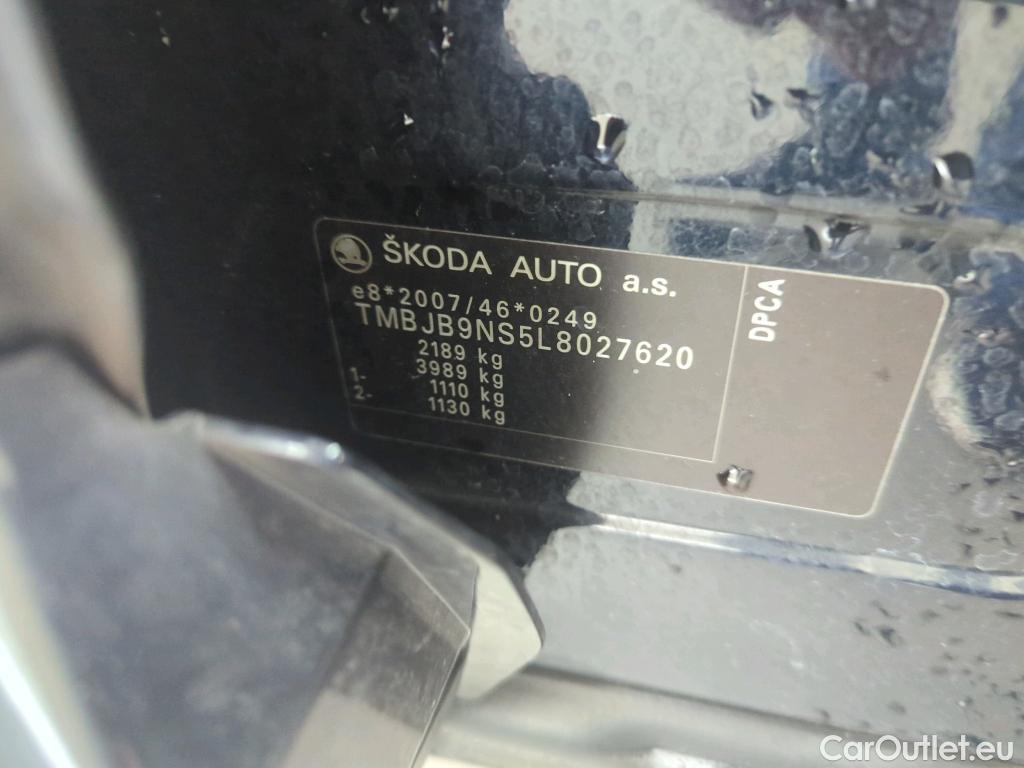 ŠKODA AUTO a.s.
e8*2007/46*0249
TMBJB9NS5L8027620
2189 kg
3989 kg
1- 1110 kg
2- 1130 kg
DPCA
CarOutlet.eu